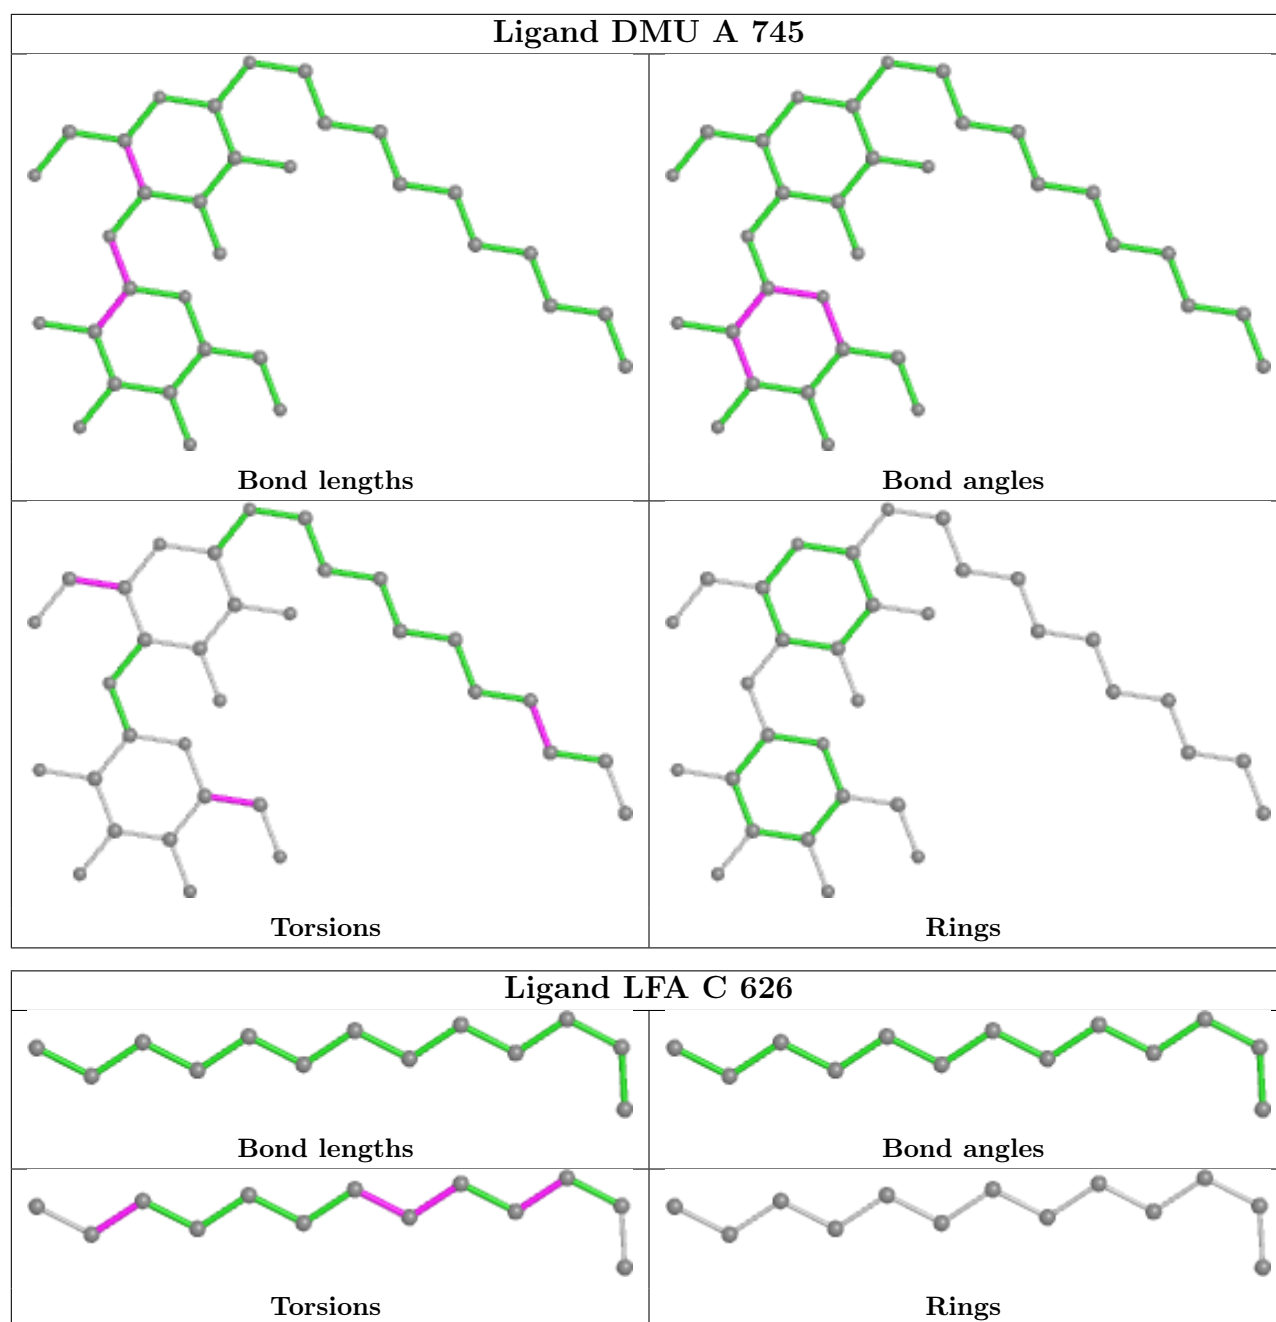 Ligand DMU A 745
Bond lengths
Bond angles
Torsions
Rings
Ligand LFA C 626
Bond lengths
Bond angles
Torsions
Rings